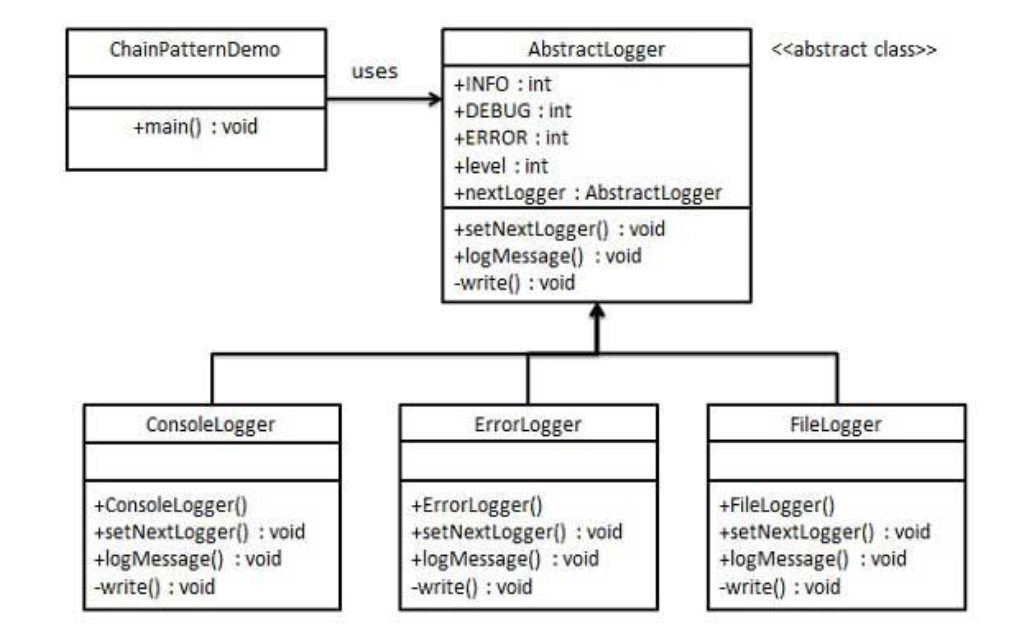 ChainPatternDemo
+main() : void
uses
AbstractLogger
<<abstract class>>
+INFO : int
+DEBUG : int
+ERROR : int
+level : int
+nextLogger : AbstractLogger
+setNextLogger() : void
+logMessage() : void
-write() : void
ConsoleLogger
+ConsoleLogger()
+setNextLogger() : void
+logMessage() : void
-write() : void
ErrorLogger
+ErrorLogger()
+setNextLogger() : void
+logMessage() : void
-write() : void
FileLogger
+FileLogger()
+setNextLogger() : void
+logMessage() : void
-write() : void